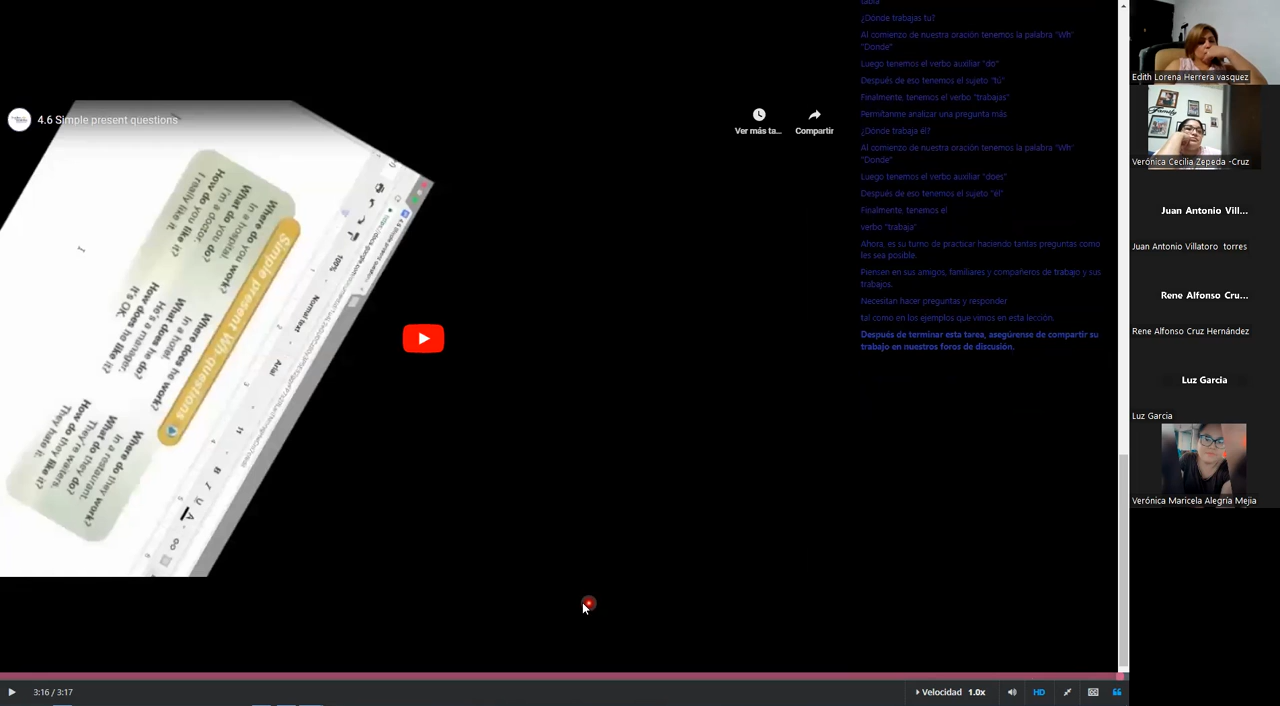 4.6 Simple present questions
Ver más ta...
Compartir
Simple present Wh questions
Where do you work?
In a hospital.
What do you do?
I'm a doctor.
How do you like it?
I really like it.
Where does he work?
In a hotel.
What does he do?
He's a manager.
How does he like it?
It's OK.
Where do they work?
In a restaurant.
What do they do?
They're waiters.
How do they like it?
They hate it.
100%
Normal text
Arial
11
B
I
U
A
tabla
¿Dónde trabajas tu?
Al comienzo de nuestra oración tenemos la palabra "Wh"
"Donde"
Luego tenemos el verbo auxiliar "do"
Después de eso tenemos el sujeto "tú"
Finalmente, tenemos el verbo "trabajas"
Permítanme analizar una pregunta más
¿Dónde trabaje él?
Al comienzo de nuestra oración tenemos la palabra "Wh"
"Donde"
Luego tenemos el verbo auxiliar "does"
Después de eso tenemos el sujeto "él"
Finalmente, tenemos el
verbo "trabaja"
Ahora, es su turno de practicar haciendo tantas preguntas como
les sea posible.
Piensen en sus amigos, familiares y compañeros de trabajo y sus
trabajos.
Necesitan hacer preguntas y responder
tal como en los ejemplos que vimos en esta lección.
Después de terminar esta tarea, asegúrense de compartir su
trabajo en nuestros foros de discusión.
Edith Lorena Herrera vasquez
Family
Verónica Cecilia Zepeda -Cruz
Juan Antonio Vill...
Juan Antonio Villatoro torres
Rene Alfonso Cru...
Rene Alfonso Cruz Hernández
Luz Garcia
Luz Garcia
Verónica Maricela Alegría Mejia
3:16 / 3:17
Velocidad 1.0x
HD